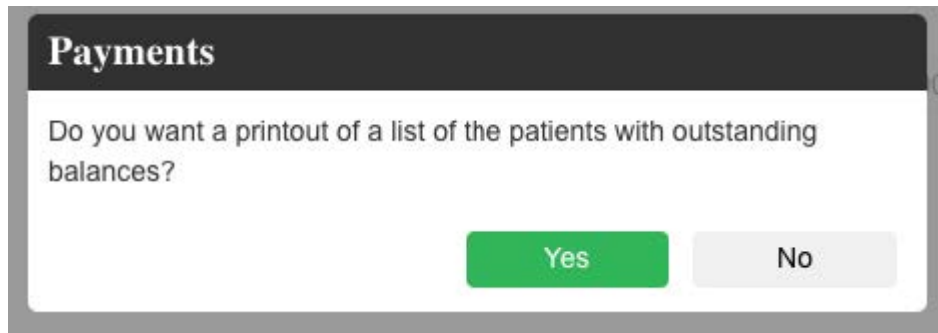 Payments
Do you want a printout of a list of the patients with outstanding
balances?
Yes
No